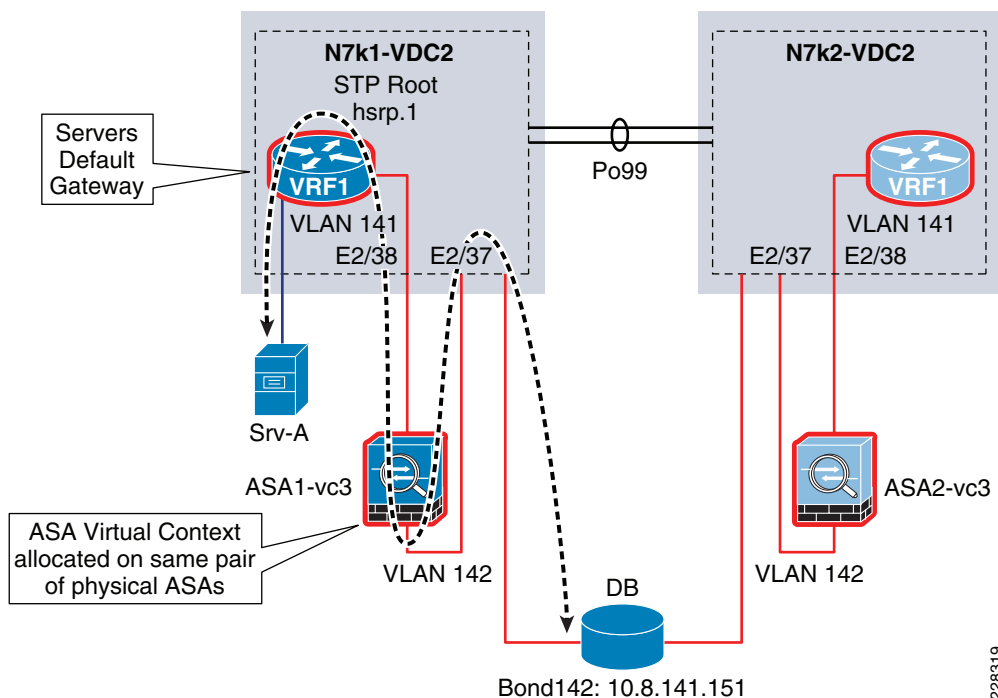 N7k1-VDC2
STP Root
hsrp.1
N7k2-VDC2
Servers
Default
Gateway
VRF1
Po99
VRF1
VLAN 141
VLAN 141
E2/38
E2/37
E2/37
E2/38
Srv-A
ASA1-vc3
ASA2-vc3
ASA Virtual Context
allocated on same pair
of physical ASAs
VLAN 142
DB
VLAN 142
Bond142: 10.8.141.151
228319